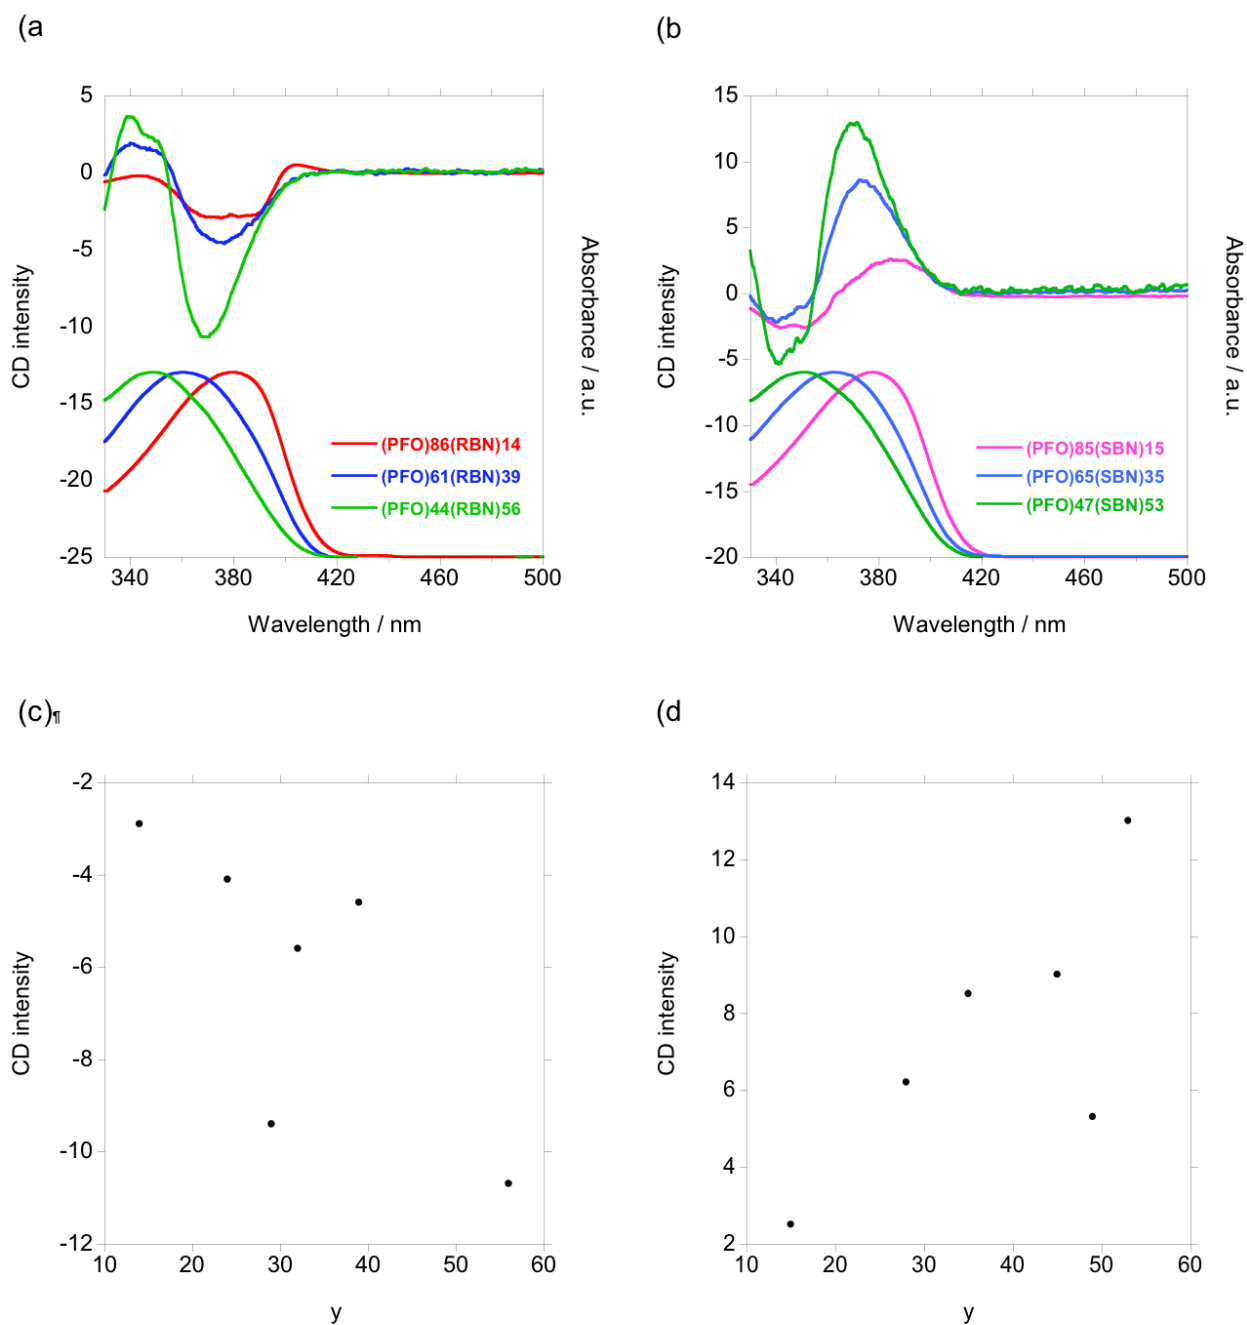 (a
(b
5
0
-5
-10
-15
-20
-25
CD intensity
Absorbance / a.u.
(PFO)86(RBN)14
(PFO)61(RBN)39
(PFO)44(RBN)56
340
380
420
460
500
Wavelength / nm
15
10
5
0
-5
-10
-15
-20
CD intensity
Absorbance / a.u.
(PFO)85(SBN)15
(PFO)65(SBN)35
(PFO)47(SBN)53
340
380
420
460
500
Wavelength / nm
(c)¶
(d
-2
-4
-6
-8
-10
-12
CD intensity
10
20
30
40
50
60
y
14
12
10
8
6
4
2
CD intensity
10
20
30
40
50
60
y